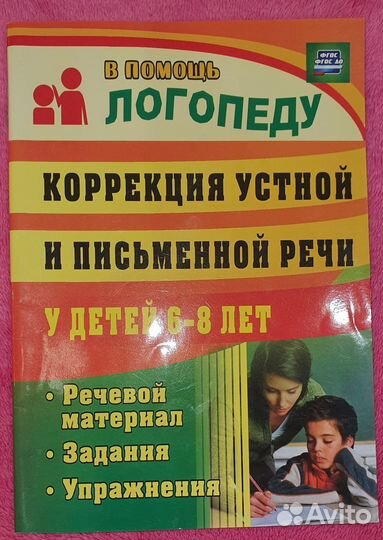 В ПОМОЩЬ
ЛОГОПЕДУ
ФГОС
ФГОС ДО
КОРРЕКЦИЯ УСТНОЙ
И ПИСЬМЕННОЙ РЕЧИ
У ДЕТЕЙ 6-8 ЛЕТ
• Речевой
материал
• Задания
• Упражнения
Avito